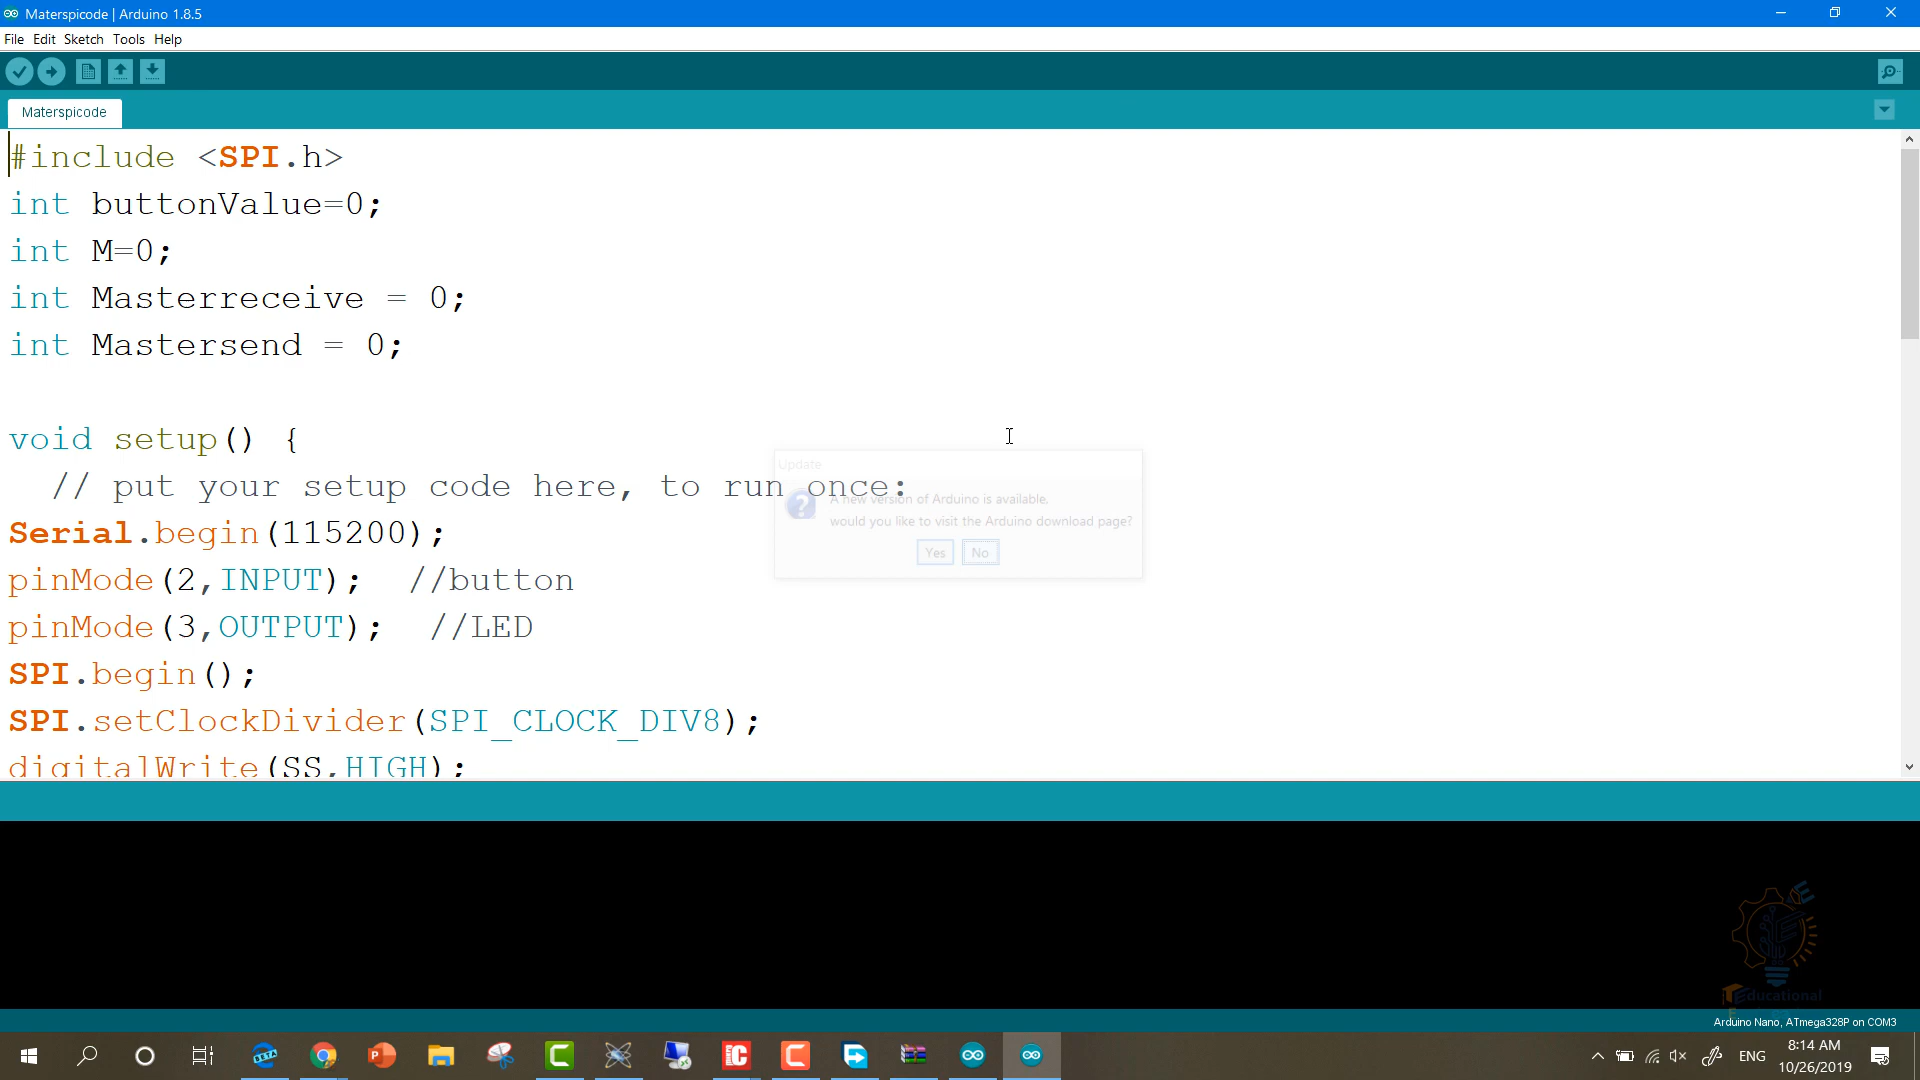 Materspicode | Arduino 1.8.5
File Edit Sketch Tools Help
Materspicode
#include <SPI.h>
int buttonValue=0;
int M=0;
int Masterreceive = 0;
int Mastersend = 0;
void setup() {
// put your setup code here, to run once:
Serial.begin(115200);
pinMode(2,INPUT); //button
pinMode(3,OUTPUT); //LED
SPI.begin();
SPI.setClockDivider(SPI_CLOCK_DIV8);
digitalWrite(SS,HIGH);
Update
A new version of Arduino is available.
would you like to visit the Arduino download page?
Yes No
Educational
Arduino Nano, ATmega328P on COM3
BETA
ENG
8:14 AM
10/26/2019